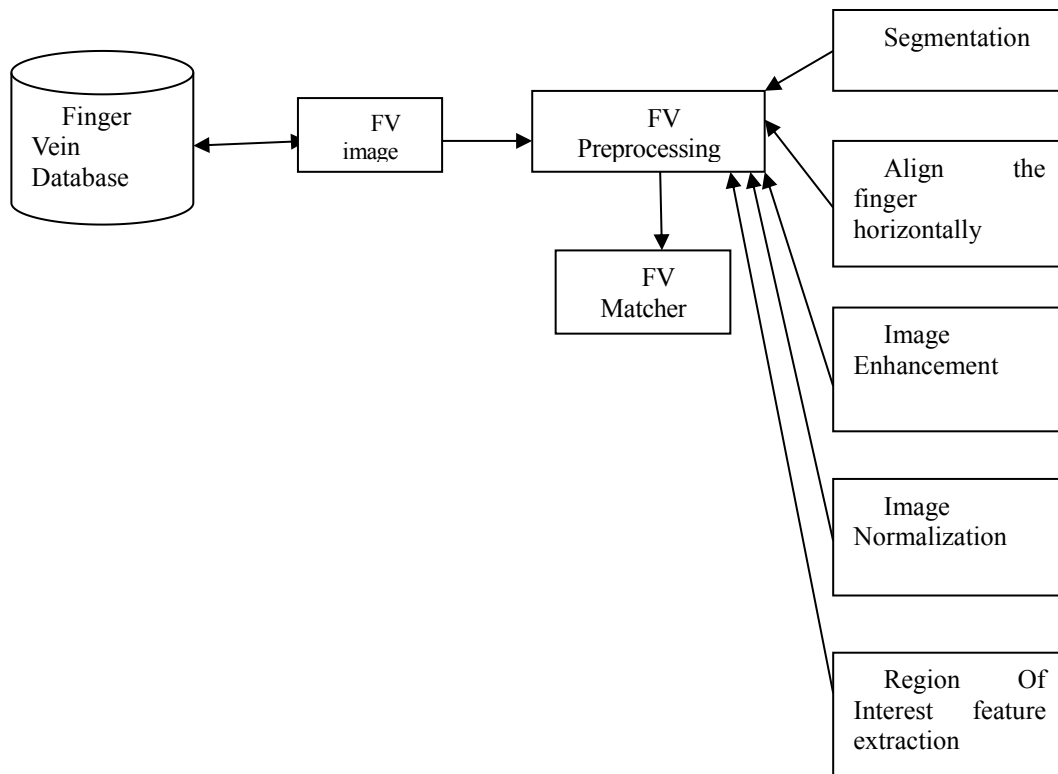 Finger
Vein
Database
FV
image
FV
Preprocessing
FV
Matcher
Segmentation
Align the
finger
horizontally
Image
Enhancement
Image
Normalization
Region Of
Interest feature
extraction